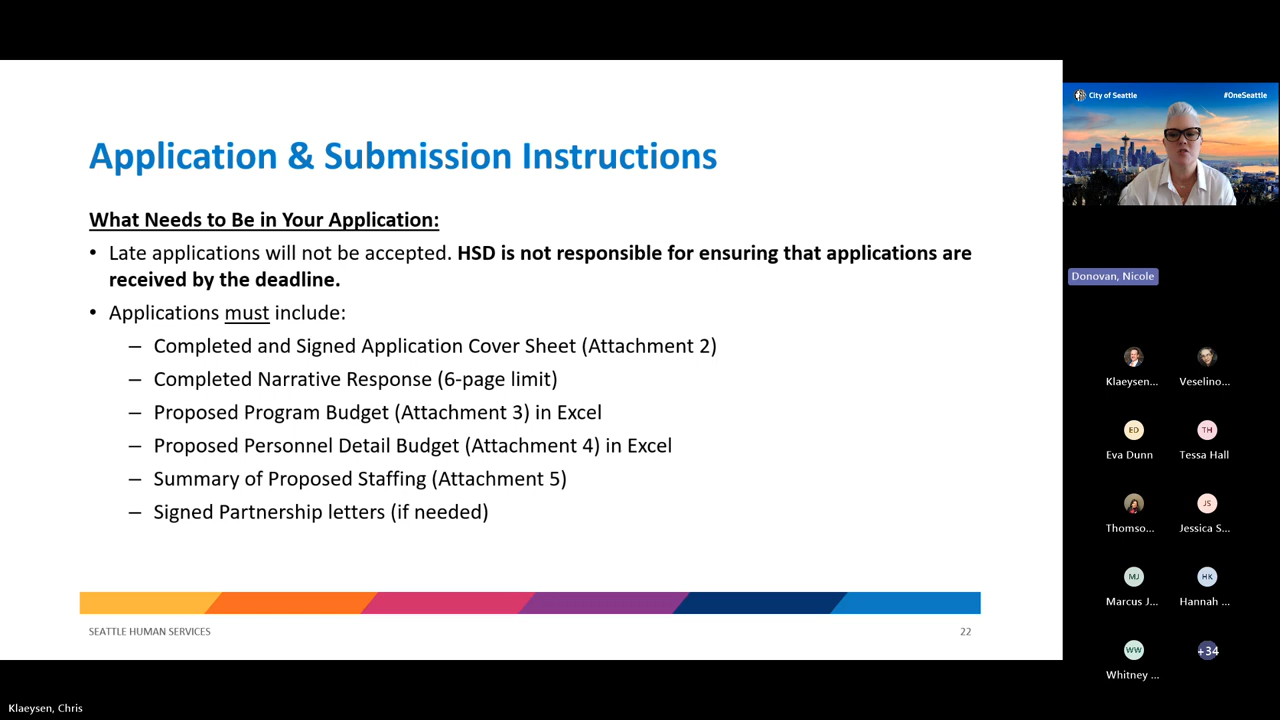 Application & Submission Instructions
What Needs to Be in Your Application:
• Late applications will not be accepted. HSD is not responsible for ensuring that applications are
received by the deadline.
• Applications must include:
– Completed and Signed Application Cover Sheet (Attachment 2)
– Completed Narrative Response (6-page limit)
– Proposed Program Budget (Attachment 3) in Excel
– Proposed Personnel Detail Budget (Attachment 4) in Excel
– Summary of Proposed Staffing (Attachment 5)
– Signed Partnership letters (if needed)
SEATTLE HUMAN SERVICES
22
City of Seattle
#OneSeattle
Donovan, Nicole
Klaeysen...
Veselino...
ED
TH
Eva Dunn
Tessa Hall
JS
Thomso...
Jessica S...
MJ
HK
Marcus J...
Hannah ...
WW
+34
Whitney ...
Klaeysen, Chris